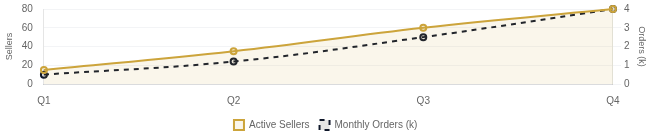 80 4
60 3
Sellers 40 2 Orders (k)
20 1
0 0
Q1 Q2 Q3 Q4
Active Sellers Monthly Orders (k)